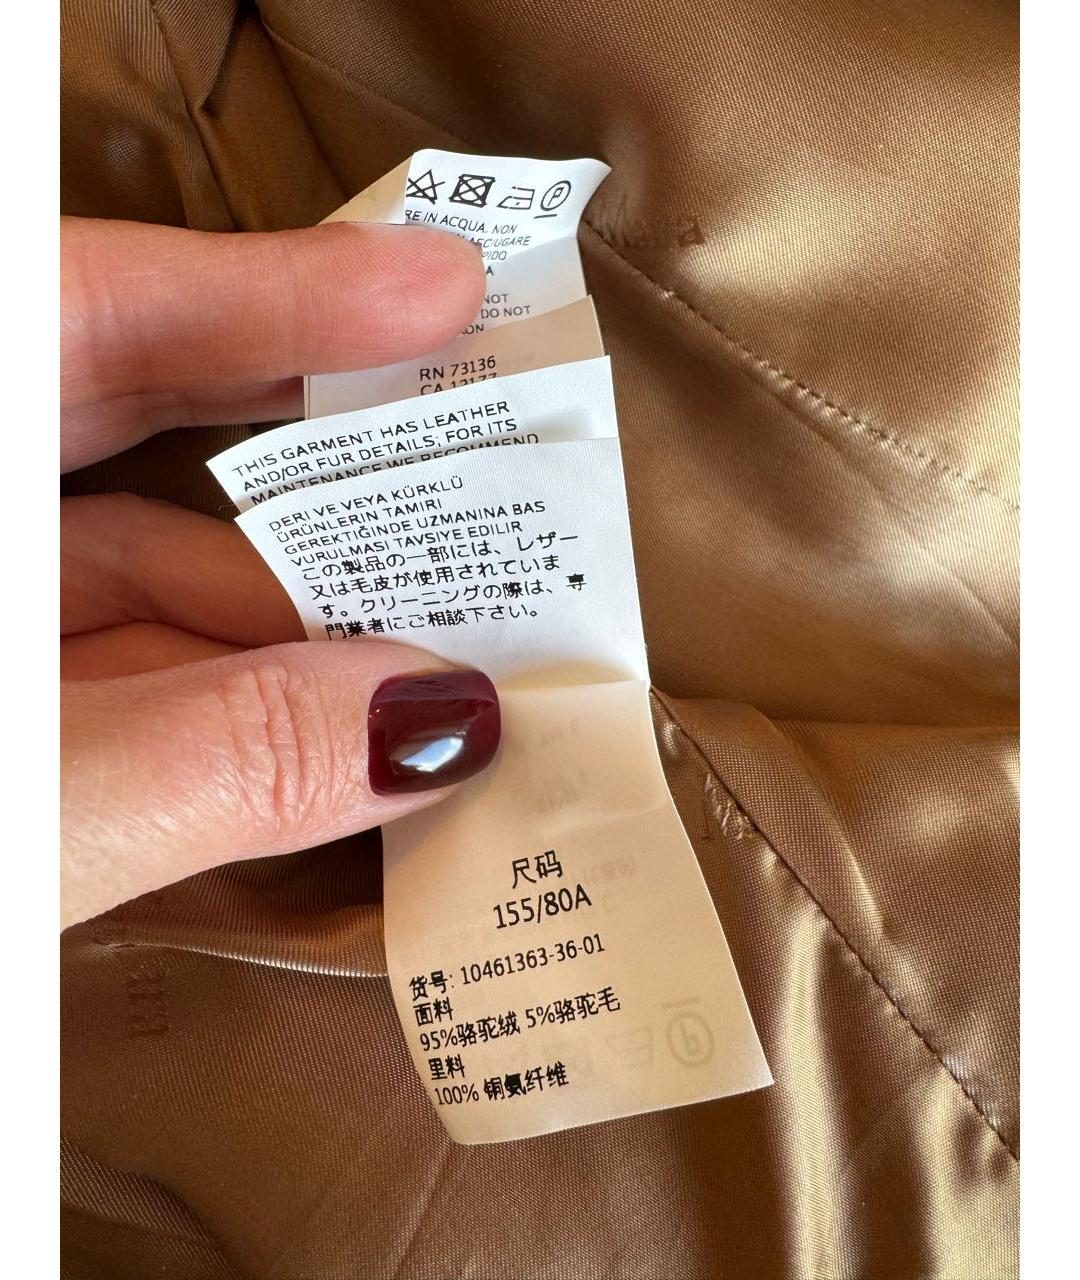 RE IN ACQUA. NON
ASCIUGARE
A
NOT
DO NOT
RN 73136
CA 12177
THIS GARMENT HAS LEATHER
AND/OR FUR DETAILS; FOR ITS
MAINTENANCE WE RECOMMEND
DERI VE VEYA KÜRKLÜ
ÜRÜNLERIN TAMIRI
GEREKTIĞINDE UZMANINA BAS
VURULMASI TAVSIYE EDILIR
この製品の一部には、レザー
又は毛皮が使用されていま
す。クリーニングの際は、専
門業者にご相談下さい。
尺码
155/80A
货号: 10461363-36-01
面料
95%骆驼绒 5%骆驼毛
里料
100% 铜氨纤维